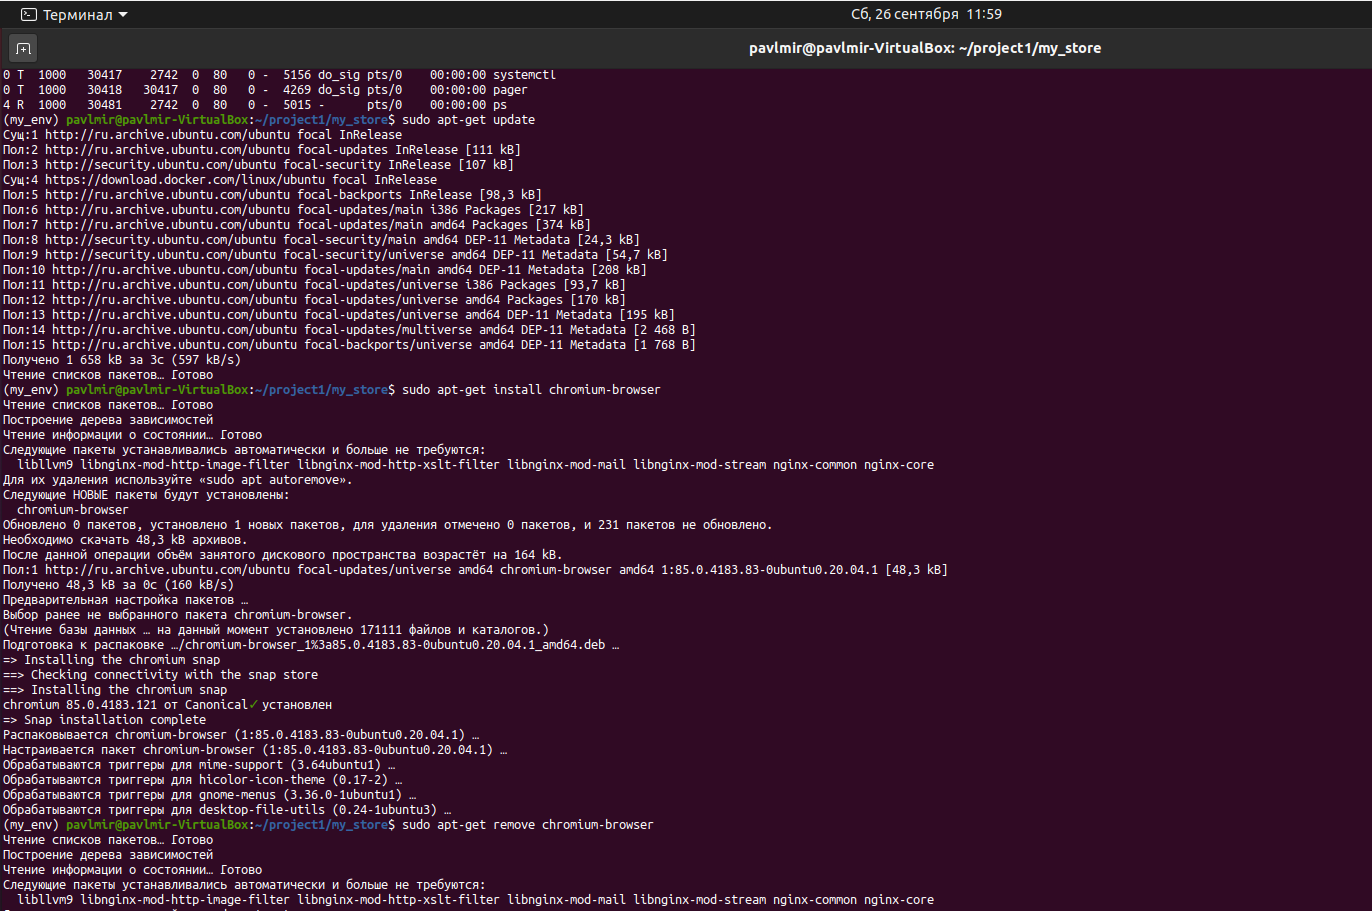 Терминал
Сб, 26 сентября 11:59
pavlmir@pavlmir-VirtualBox: ~/project1/my_store
0 T  1000   30417    2742  0  80   0 -  5156 do_sig pts/0    00:00:00 systemctl
0 T  1000   30418   30417  0  80   0 -  4269 do_sig pts/0    00:00:00 pager
4 R  1000   30481    2742  0  80   0 -  5015 -      pts/0    00:00:00 ps
(my_env) pavlmir@pavlmir-VirtualBox:~/project1/my_store$ sudo apt-get update
Сущ:1 http://ru.archive.ubuntu.com/ubuntu focal InRelease
Пол:2 http://ru.archive.ubuntu.com/ubuntu focal-updates InRelease [111 kB]
Пол:3 http://security.ubuntu.com/ubuntu focal-security InRelease [107 kB]
Сущ:4 https://download.docker.com/linux/ubuntu focal InRelease
Пол:5 http://ru.archive.ubuntu.com/ubuntu focal-backports InRelease [98,3 kB]
Пол:6 http://ru.archive.ubuntu.com/ubuntu focal-updates/main i386 Packages [217 kB]
Пол:7 http://ru.archive.ubuntu.com/ubuntu focal-updates/main amd64 Packages [374 kB]
Пол:8 http://security.ubuntu.com/ubuntu focal-security/main amd64 DEP-11 Metadata [24,3 kB]
Пол:9 http://security.ubuntu.com/ubuntu focal-security/universe amd64 DEP-11 Metadata [54,7 kB]
Пол:10 http://ru.archive.ubuntu.com/ubuntu focal-updates/main amd64 DEP-11 Metadata [208 kB]
Пол:11 http://ru.archive.ubuntu.com/ubuntu focal-updates/universe i386 Packages [93,7 kB]
Пол:12 http://ru.archive.ubuntu.com/ubuntu focal-updates/universe amd64 Packages [170 kB]
Пол:13 http://ru.archive.ubuntu.com/ubuntu focal-updates/universe amd64 DEP-11 Metadata [195 kB]
Пол:14 http://ru.archive.ubuntu.com/ubuntu focal-updates/multiverse amd64 DEP-11 Metadata [2 468 B]
Пол:15 http://ru.archive.ubuntu.com/ubuntu focal-backports/universe amd64 DEP-11 Metadata [1 768 B]
Получено 1 658 kB за 3с (597 kB/s)
Чтение списков пакетов… Готово
(my_env) pavlmir@pavlmir-VirtualBox:~/project1/my_store$ sudo apt-get install chromium-browser
Чтение списков пакетов… Готово
Построение дерева зависимостей
Чтение информации о состоянии… Готово
Следующие пакеты устанавливались автоматически и больше не требуются:
  libllvm9 libnginx-mod-http-image-filter libnginx-mod-http-xslt-filter libnginx-mod-mail libnginx-mod-stream nginx-common nginx-core
Для их удаления используйте «sudo apt autoremove».
Следующие НОВЫЕ пакеты будут установлены:
  chromium-browser
Обновлено 0 пакетов, установлено 1 новых пакетов, для удаления отмечено 0 пакетов, и 231 пакетов не обновлено.
Необходимо скачать 48,3 kB архивов.
После данной операции объём занятого дискового пространства возрастёт на 164 kB.
Пол:1 http://ru.archive.ubuntu.com/ubuntu focal-updates/universe amd64 chromium-browser amd64 1:85.0.4183.83-0ubuntu0.20.04.1 [48,3 kB]
Получено 48,3 kB за 0с (160 kB/s)
Предварительная настройка пакетов …
Выбор ранее не выбранного пакета chromium-browser.
(Чтение базы данных … на данный момент установлено 171111 файлов и каталогов.)
Подготовка к распаковке …/chromium-browser_1%3a85.0.4183.83-0ubuntu0.20.04.1_amd64.deb …
=> Installing the chromium snap
==> Checking connectivity with the snap store
==> Installing the chromium snap
chromium 85.0.4183.121 от Canonical✓ установлен
=> Snap installation complete
Распаковывается chromium-browser (1:85.0.4183.83-0ubuntu0.20.04.1) …
Настраивается пакет chromium-browser (1:85.0.4183.83-0ubuntu0.20.04.1) …
Обрабатываются триггеры для mime-support (3.64ubuntu1) …
Обрабатываются триггеры для hicolor-icon-theme (0.17-2) …
Обрабатываются триггеры для gnome-menus (3.36.0-1ubuntu1) …
Обрабатываются триггеры для desktop-file-utils (0.24-1ubuntu3) …
(my_env) pavlmir@pavlmir-VirtualBox:~/project1/my_store$ sudo apt-get remove chromium-browser
Чтение списков пакетов… Готово
Построение дерева зависимостей
Чтение информации о состоянии… Готово
Следующие пакеты устанавливались автоматически и больше не требуются:
  libllvm9 libnginx-mod-http-image-filter libnginx-mod-http-xslt-filter libnginx-mod-mail libnginx-mod-stream nginx-common nginx-core